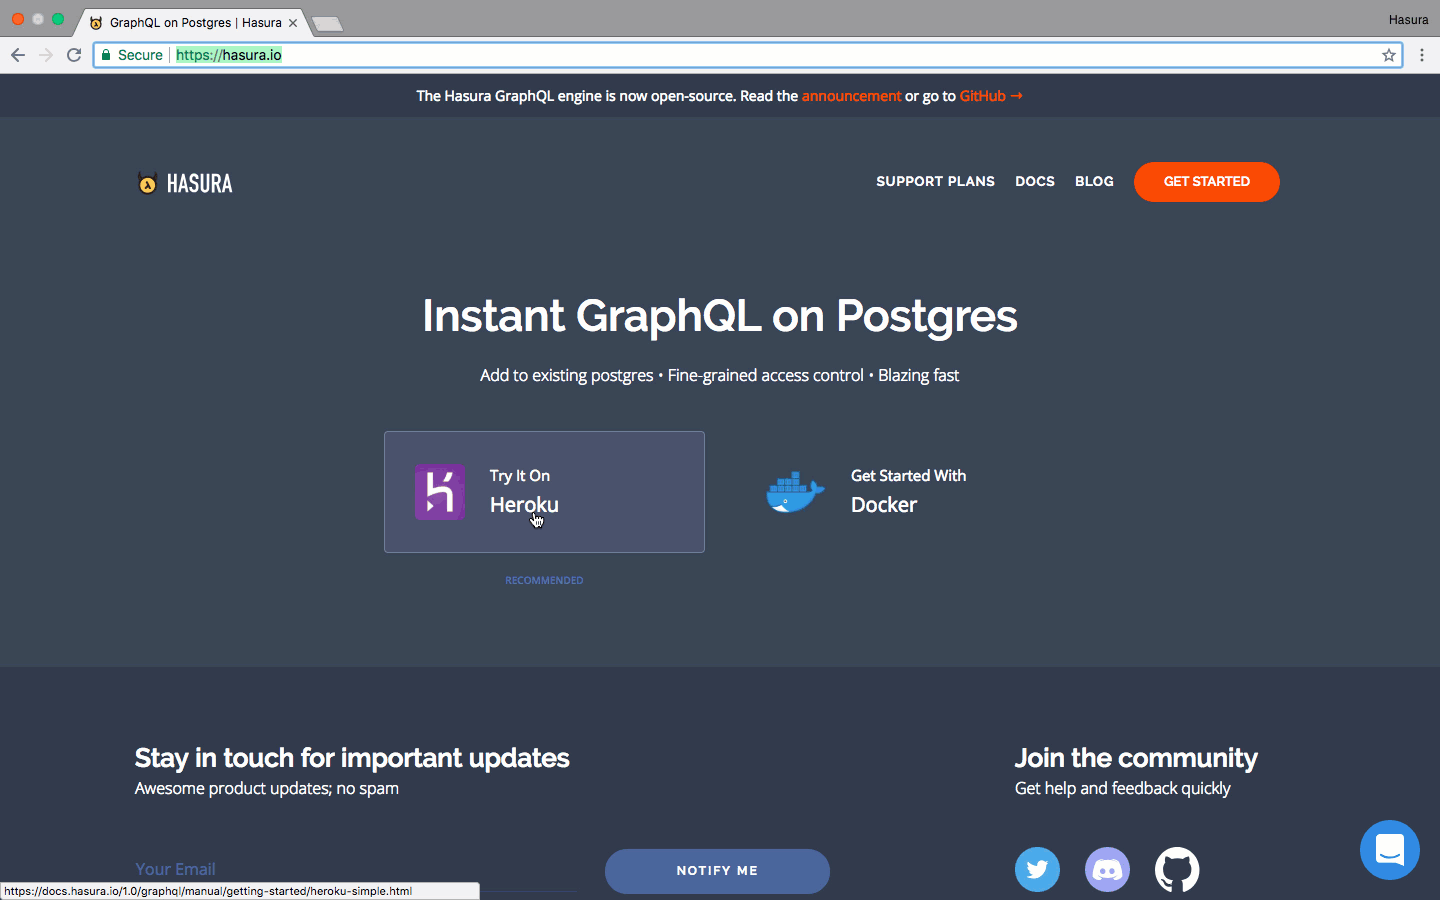 GraphQL on Postgres | Hasura
Hasura
Secure
https://hasura.io
The Hasura GraphQL engine is now open-source. Read the announcement or go to GitHub →
HASURA
SUPPORT PLANS
DOCS
BLOG
GET STARTED
Instant GraphQL on Postgres
Add to existing postgres • Fine-grained access control • Blazing fast
Try It On
Heroku
Get Started With
Docker
RECOMMENDED
Stay in touch for important updates
Awesome product updates; no spam
Join the community
Get help and feedback quickly
Your Email
NOTIFY ME
https://docs.hasura.io/1.0/graphql/manual/getting-started/heroku-simple.html